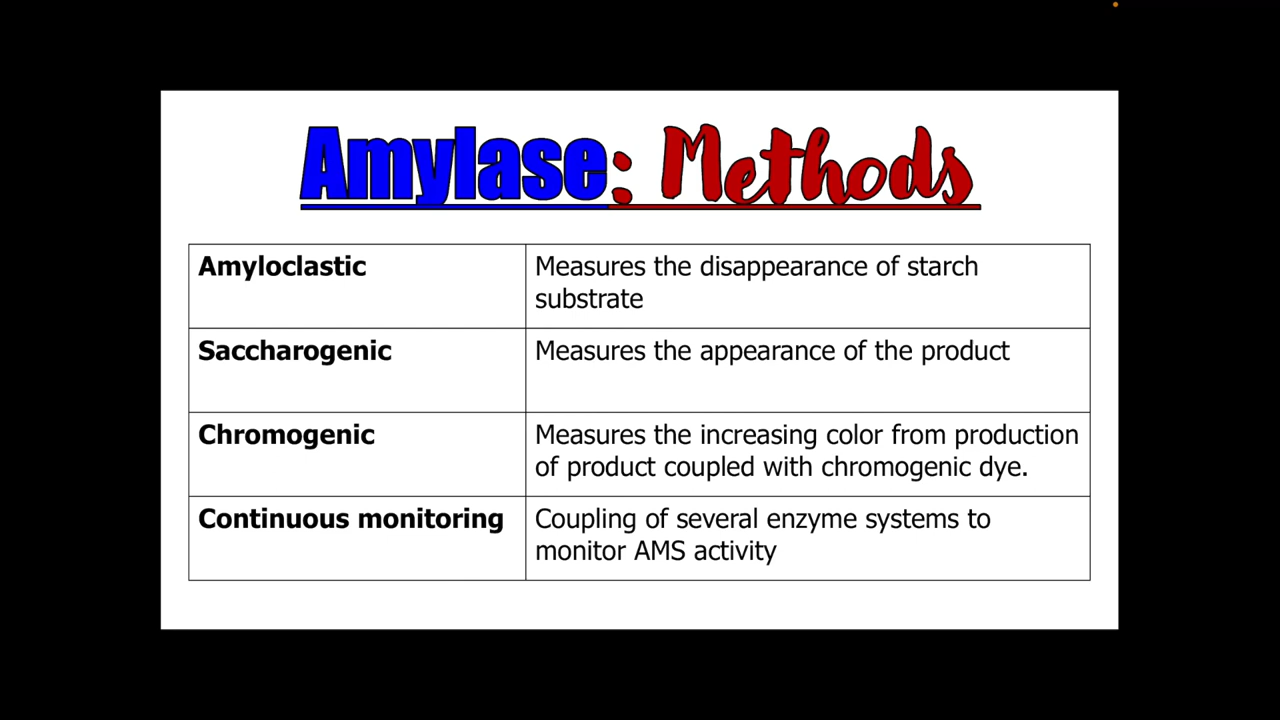 Amylase: Methods
Amyloclastic
Measures the disappearance of starch
substrate
Saccharogenic
Measures the appearance of the product
Chromogenic
Measures the increasing color from production
of product coupled with chromogenic dye.
Continuous monitoring
Coupling of several enzyme systems to
monitor AMS activity